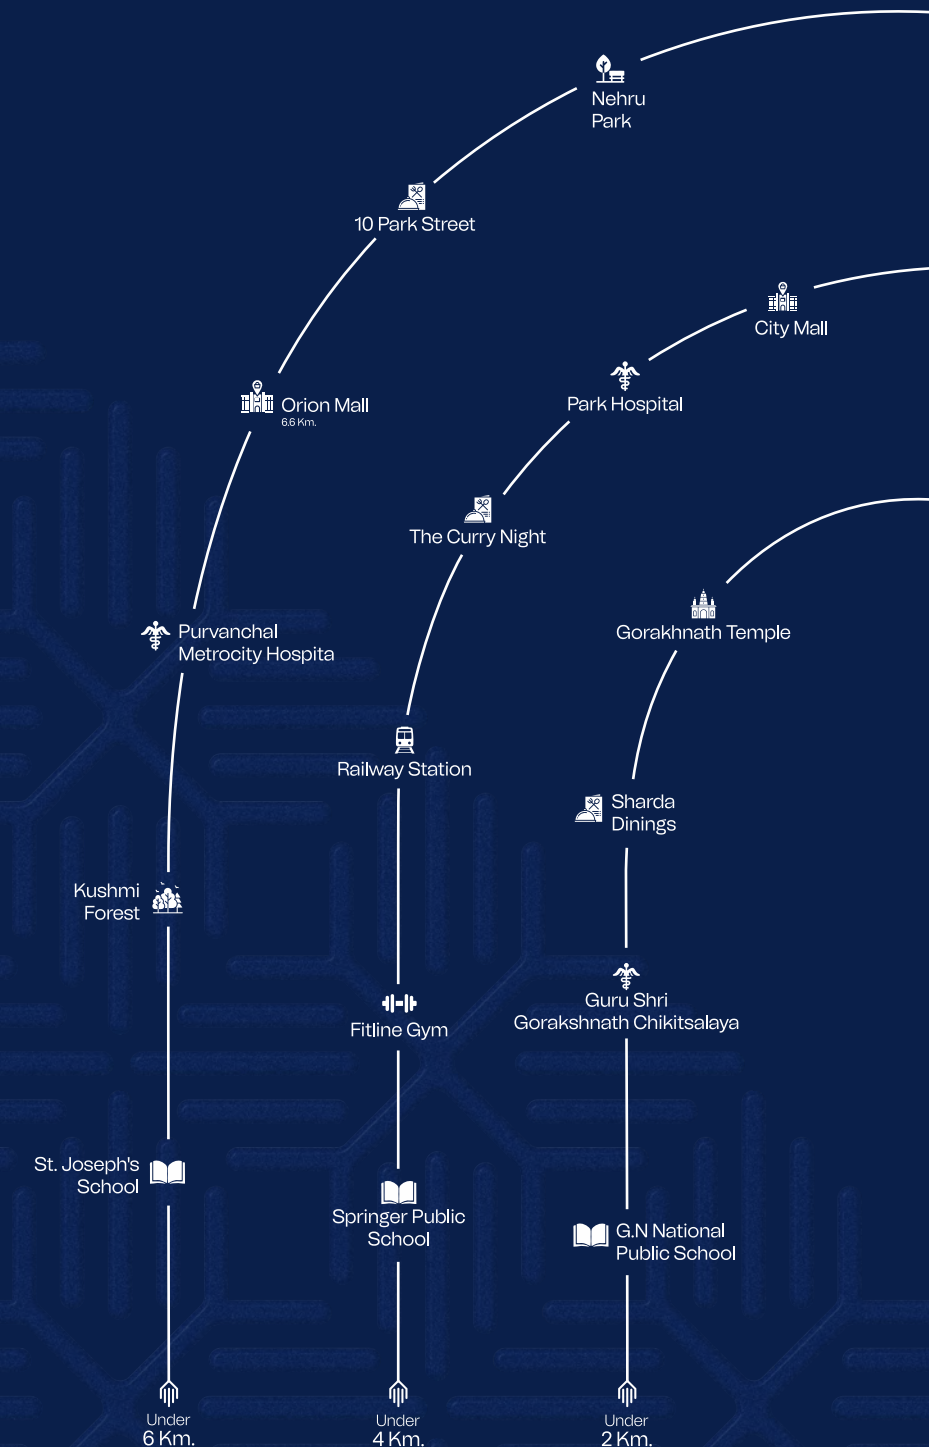 Nehru
Park
10 Park Street
City Mall
Orion Mall
6.6 Km.
Park Hospital
The Curry Night
Purvanchal
Metrocity Hospita
Gorakhnath Temple
Railway Station
Sharda
Dinings
Kushmi
Forest
Guru Shri
Gorakshnath Chikitsalaya
Fitline Gym
St. Joseph's
School
Springer Public
School
G.N National
Public School
Under
6 Km.
Under
4 Km.
Under
2 Km.